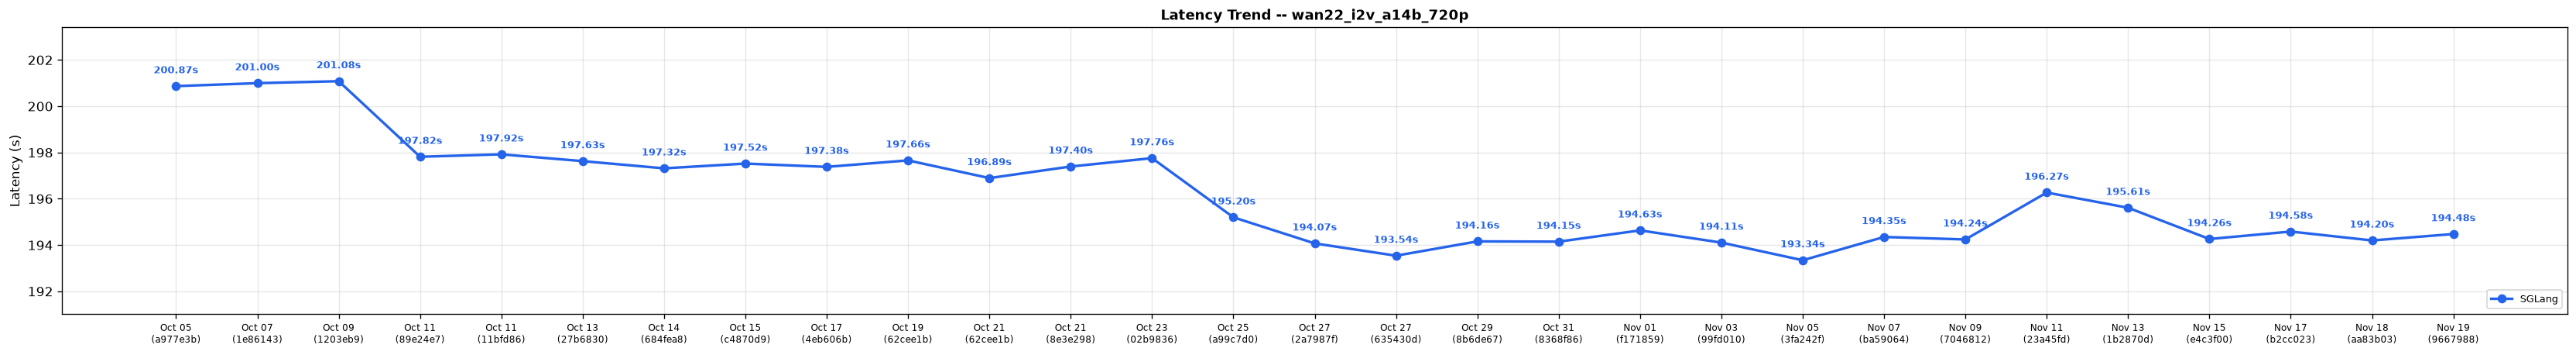 Latency Trend -- wan22_i2v_a14b_720p
Latency (s)
202
200
198
196
194
192
200.87s
201.00s
201.08s
197.82s
197.92s
197.63s
197.32s
197.52s
197.38s
197.66s
196.89s
197.40s
197.76s
195.20s
194.07s
193.54s
194.16s
194.15s
194.63s
194.11s
193.34s
194.35s
194.24s
196.27s
195.61s
194.26s
194.58s
194.20s
194.48s
SGLang
Oct 05
(a977e3b)
Oct 07
(1e86143)
Oct 09
(1203eb9)
Oct 11
(89e24e7)
Oct 11
(11bfd86)
Oct 13
(27b6830)
Oct 14
(684fea8)
Oct 15
(c4870d9)
Oct 17
(4eb606b)
Oct 19
(62cee1b)
Oct 21
(62cee1b)
Oct 21
(8e3e298)
Oct 23
(02b9836)
Oct 25
(a99c7d0)
Oct 27
(2a7987f)
Oct 27
(635430d)
Oct 29
(8b6de67)
Oct 31
(8368f86)
Nov 01
(f171859)
Nov 03
(99fd010)
Nov 05
(3fa242f)
Nov 07
(ba59064)
Nov 09
(7046812)
Nov 11
(23a45fd)
Nov 13
(1b2870d)
Nov 15
(e4c3f00)
Nov 17
(b2cc023)
Nov 18
(aa83b03)
Nov 19
(9667988)